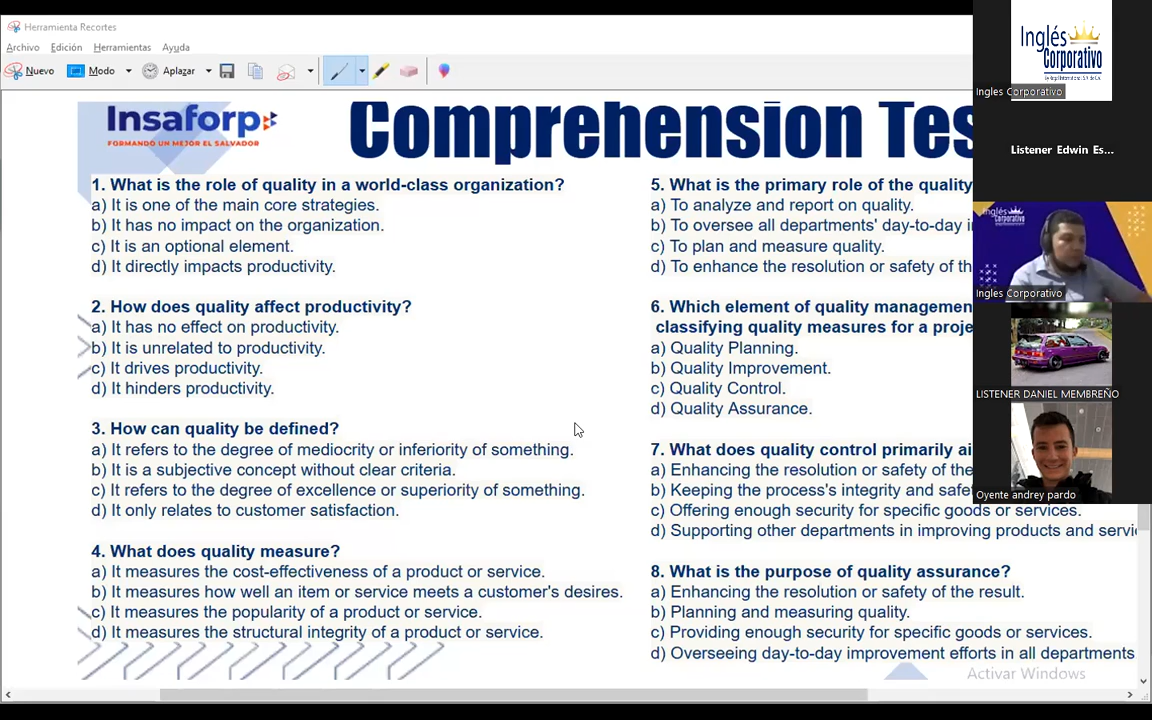 Herramienta Recortes
Archivo Edición Herramientas Ayuda
Nuevo Modo Aplazar
Insaforp
FORMANDO UN MEJOR EL SALVADOR
Comprehension Tes
1. What is the role of quality in a world-class organization?
a) It is one of the main core strategies.
b) It has no impact on the organization.
c) It is an optional element.
d) It directly impacts productivity.
2. How does quality affect productivity?
a) It has no effect on productivity.
b) It is unrelated to productivity.
c) It drives productivity.
d) It hinders productivity.
3. How can quality be defined?
a) It refers to the degree of mediocrity or inferiority of something.
b) It is a subjective concept without clear criteria.
c) It refers to the degree of excellence or superiority of something.
d) It only relates to customer satisfaction.
4. What does quality measure?
a) It measures the cost-effectiveness of a product or service.
b) It measures how well an item or service meets a customer's desires.
c) It measures the popularity of a product or service.
d) It measures the structural integrity of a product or service.
5. What is the primary role of the quality
a) To analyze and report on quality.
b) To oversee all departments' day-to-day i
c) To plan and measure quality.
d) To enhance the resolution or safety of th
6. Which element of quality managemen
classifying quality measures for a proje
a) Quality Planning.
b) Quality Improvement.
c) Quality Control.
d) Quality Assurance.
7. What does quality control primarily ai
a) Enhancing the resolution or safety of the
b) Keeping the process's integrity and safet
c) Offering enough security for specific goods or services.
d) Supporting other departments in improving products and servi
8. What is the purpose of quality assurance?
a) Enhancing the resolution or safety of the result.
b) Planning and measuring quality.
c) Providing enough security for specific goods or services.
d) Overseeing day-to-day improvement efforts in all departments
Activar Windows
Inglés
Corporativo
Ingles Corporativo
Listener Edwin Es...
Inglés
Corporativo
Ingles Corporativo
LISTENER DANIEL MEMBREÑO
Oyente andrey pardo